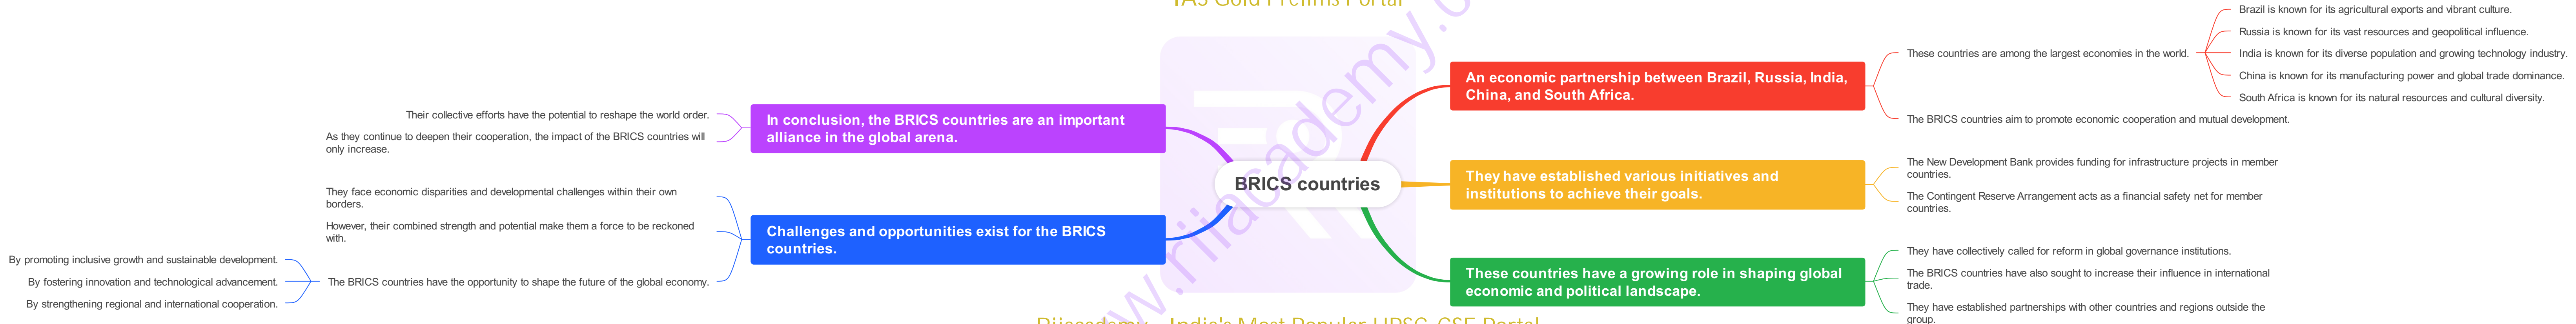 IAS Gold Prelims Portal
BRICS countries
An economic partnership between Brazil, Russia, India,
China, and South Africa.
These countries are among the largest economies in the world.
Brazil is known for its agricultural exports and vibrant culture.
Russia is known for its vast resources and geopolitical influence.
India is known for its diverse population and growing technology industry.
China is known for its manufacturing power and global trade dominance.
South Africa is known for its natural resources and cultural diversity.
The BRICS countries aim to promote economic cooperation and mutual development.
They have established various initiatives and
institutions to achieve their goals.
The New Development Bank provides funding for infrastructure projects in member
countries.
The Contingent Reserve Arrangement acts as a financial safety net for member
countries.
These countries have a growing role in shaping global
economic and political landscape.
They have collectively called for reform in global governance institutions.
The BRICS countries have also sought to increase their influence in international
trade.
They have established partnerships with other countries and regions outside the
group.
Challenges and opportunities exist for the BRICS
countries.
They face economic disparities and developmental challenges within their own
borders.
However, their combined strength and potential make them a force to be reckoned
with.
The BRICS countries have the opportunity to shape the future of the global economy.
By promoting inclusive growth and sustainable development.
By fostering innovation and technological advancement.
By strengthening regional and international cooperation.
In conclusion, the BRICS countries are an important
alliance in the global arena.
Their collective efforts have the potential to reshape the world order.
As they continue to deepen their cooperation, the impact of the BRICS countries will
only increase.
w.rijacademy.
India's Most Popular UPSC-CSE Portal